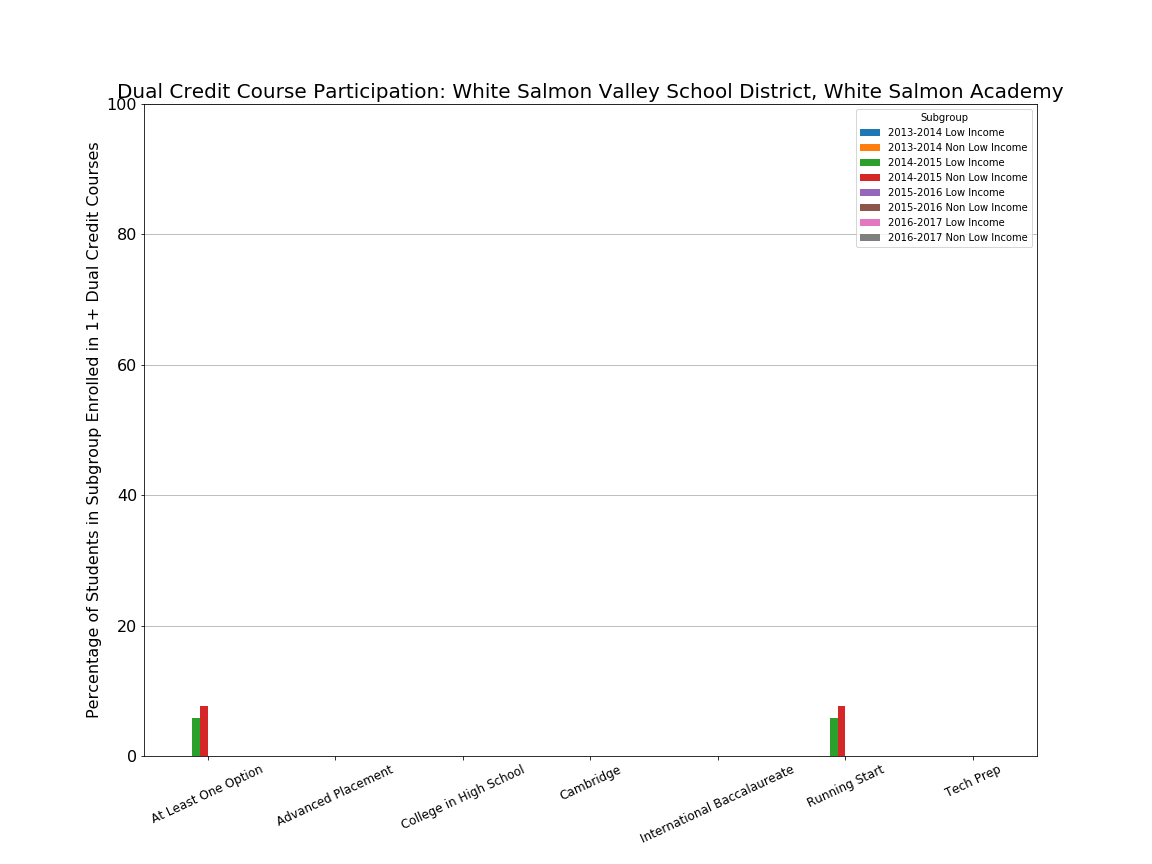 Dual Credit Course Participation: White Salmon Valley School District, White Salmon Academy
Percentage of Students in Subgroup Enrolled in 1+ Dual Credit Courses
100
80
60
40
20
0
Subgroup
2013-2014 Low Income
2013-2014 Non Low Income
2014-2015 Low Income
2014-2015 Non Low Income
2015-2016 Low Income
2015-2016 Non Low Income
2016-2017 Low Income
2016-2017 Non Low Income
At Least One Option
Advanced Placement
College in High School
Cambridge
International Baccalaureate
Running Start
Tech Prep